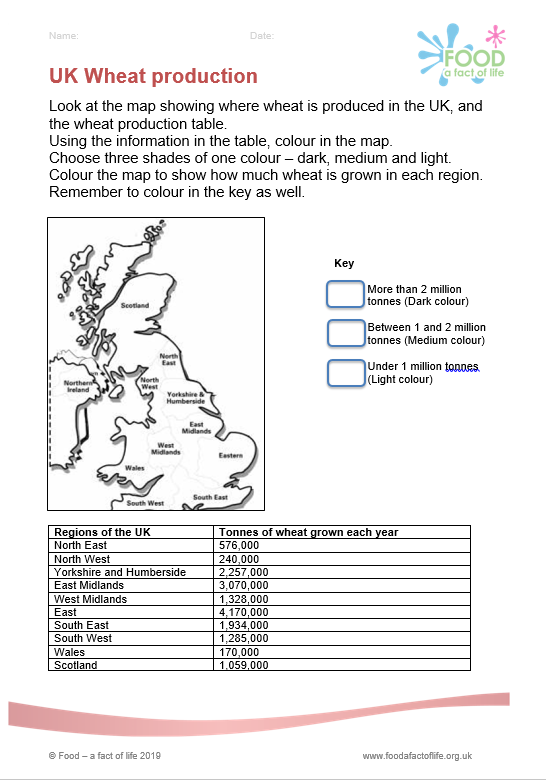 Name:
Date:
FOOD
a fact of life
UK Wheat production
Look at the map showing where wheat is produced in the UK, and
the wheat production table.
Using the information in the table, colour in the map.
Choose three shades of one colour – dark, medium and light.
Colour the map to show how much wheat is grown in each region.
Remember to colour in the key as well.
Scotland
North
East
Northern
Ireland
North
West
Yorkshire &
Humberside
East
Midlands
West
Midlands
Eastern
Wales
South East
South West
Key
More than 2 million
tonnes (Dark colour)
Between 1 and 2 million
tonnes (Medium colour)
Under 1 million tonnes
(Light colour)
Regions of the UK Tonnes of wheat grown each year
North East 576,000
North West 240,000
Yorkshire and Humberside 2,257,000
East Midlands 3,070,000
West Midlands 1,328,000
East 4,170,000
South East 1,934,000
South West 1,285,000
Wales 170,000
Scotland 1,059,000
© Food – a fact of life 2019
www.foodafactoflife.org.uk